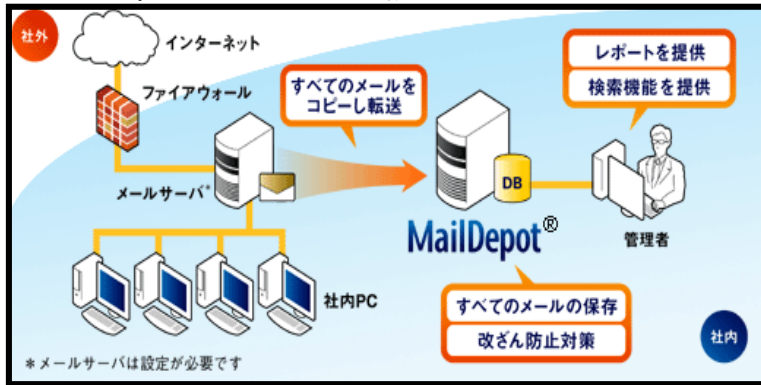 社外
インターネット
ファイアウォール
すべてのメールを
コピーし転送
レポートを提供
検索機能を提供
メールサーバ*
DB
MailDepot®
管理者
社内PC
すべてのメールの保存
改ざん防止対策
社内
*メールサーバは設定が必要です